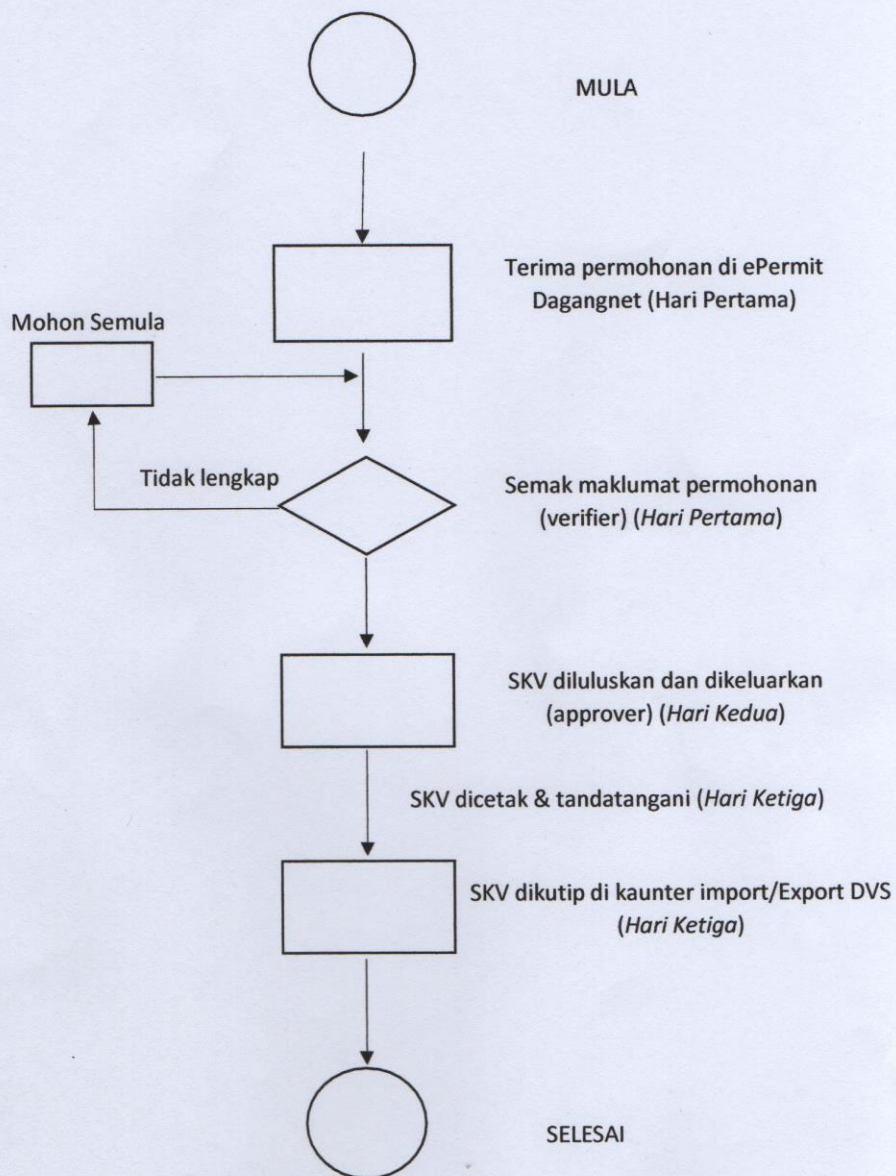 MULA
Terima permohonan di ePermit
Dagangnet (Hari Pertama)
Mohon Semula
Tidak lengkap
Semak maklumat permohonan
(verifier) (Hari Pertama)
SKV diluluskan dan dikeluarkan
(approver) (Hari Kedua)
SKV dicetak & tandatangani (Hari Ketiga)
SKV dikutip di kaunter import/Export DVS
(Hari Ketiga)
SELESAI